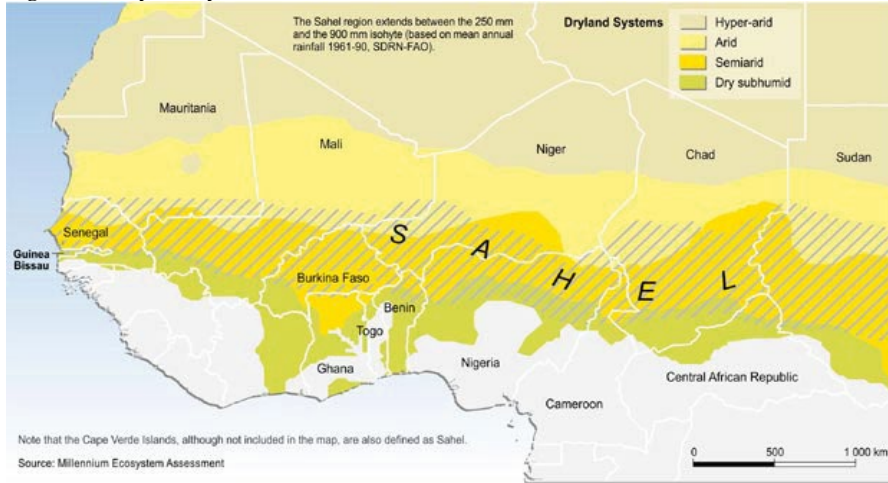 The Sahel region extends between the 250 mm
and the 900 mm isohyte (based on mean annual
rainfall 1961-90, SDRN-FAO).
Dryland Systems
Hyper-arid
Arid
Semiarid
Dry subhumid
Mauritania
Mali
Niger
Chad
Sudan
Senegal
Guinea
Bissau
S A H E L
Burkina Faso
Benin
Togo
Ghana
Nigeria
Cameroon
Central African Republic
Note that the Cape Verde Islands, although not included in the map, are also defined as Sahel.
Source: Millennium Ecosystem Assessment
0 500 1 000 km